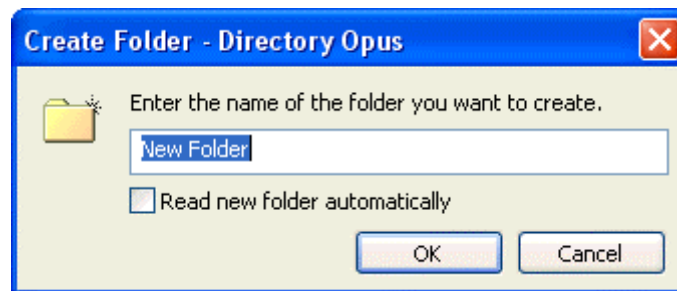 Create Folder - Directory Opus
Enter the name of the folder you want to create.
New Folder
Read new folder automatically
OK
Cancel